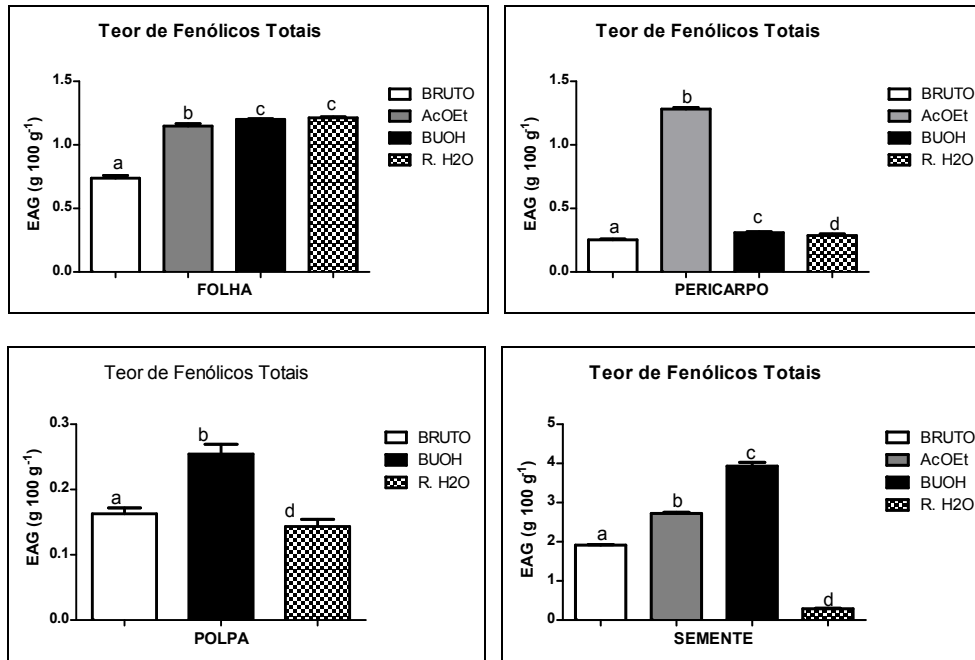 Teor de Fenólicos Totais
EAG (g 100 g-1)
1.5
1.0
0.5
0.0
a
b
c
c
FOLHA
BRUTO
AcOEt
BUOH
R. H2O
Teor de Fenólicos Totais
EAG (g 100 g-1)
1.5
1.0
0.5
0.0
a
b
c
d
PERICARPO
BRUTO
AcOEt
BUOH
R. H2O
Teor de Fenólicos Totais
EAG (g 100 g-1)
0.3
0.2
0.1
0.0
a
b
d
POLPA
BRUTO
BUOH
R. H2O
Teor de Fenólicos Totais
EAG (g 100 g-1)
5
4
3
2
1
0
a
b
c
d
SEMENTE
BRUTO
AcOEt
BUOH
R. H2O